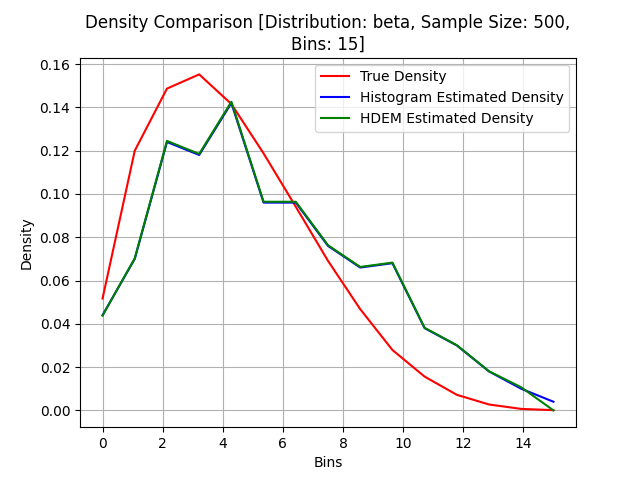 Density Comparison [Distribution: beta, Sample Size: 500,
Bins: 15]
True Density
Histogram Estimated Density
HDEM Estimated Density
Density
0.16
0.14
0.12
0.10
0.08
0.06
0.04
0.02
0.00
0 2 4 6 8 10 12 14
Bins